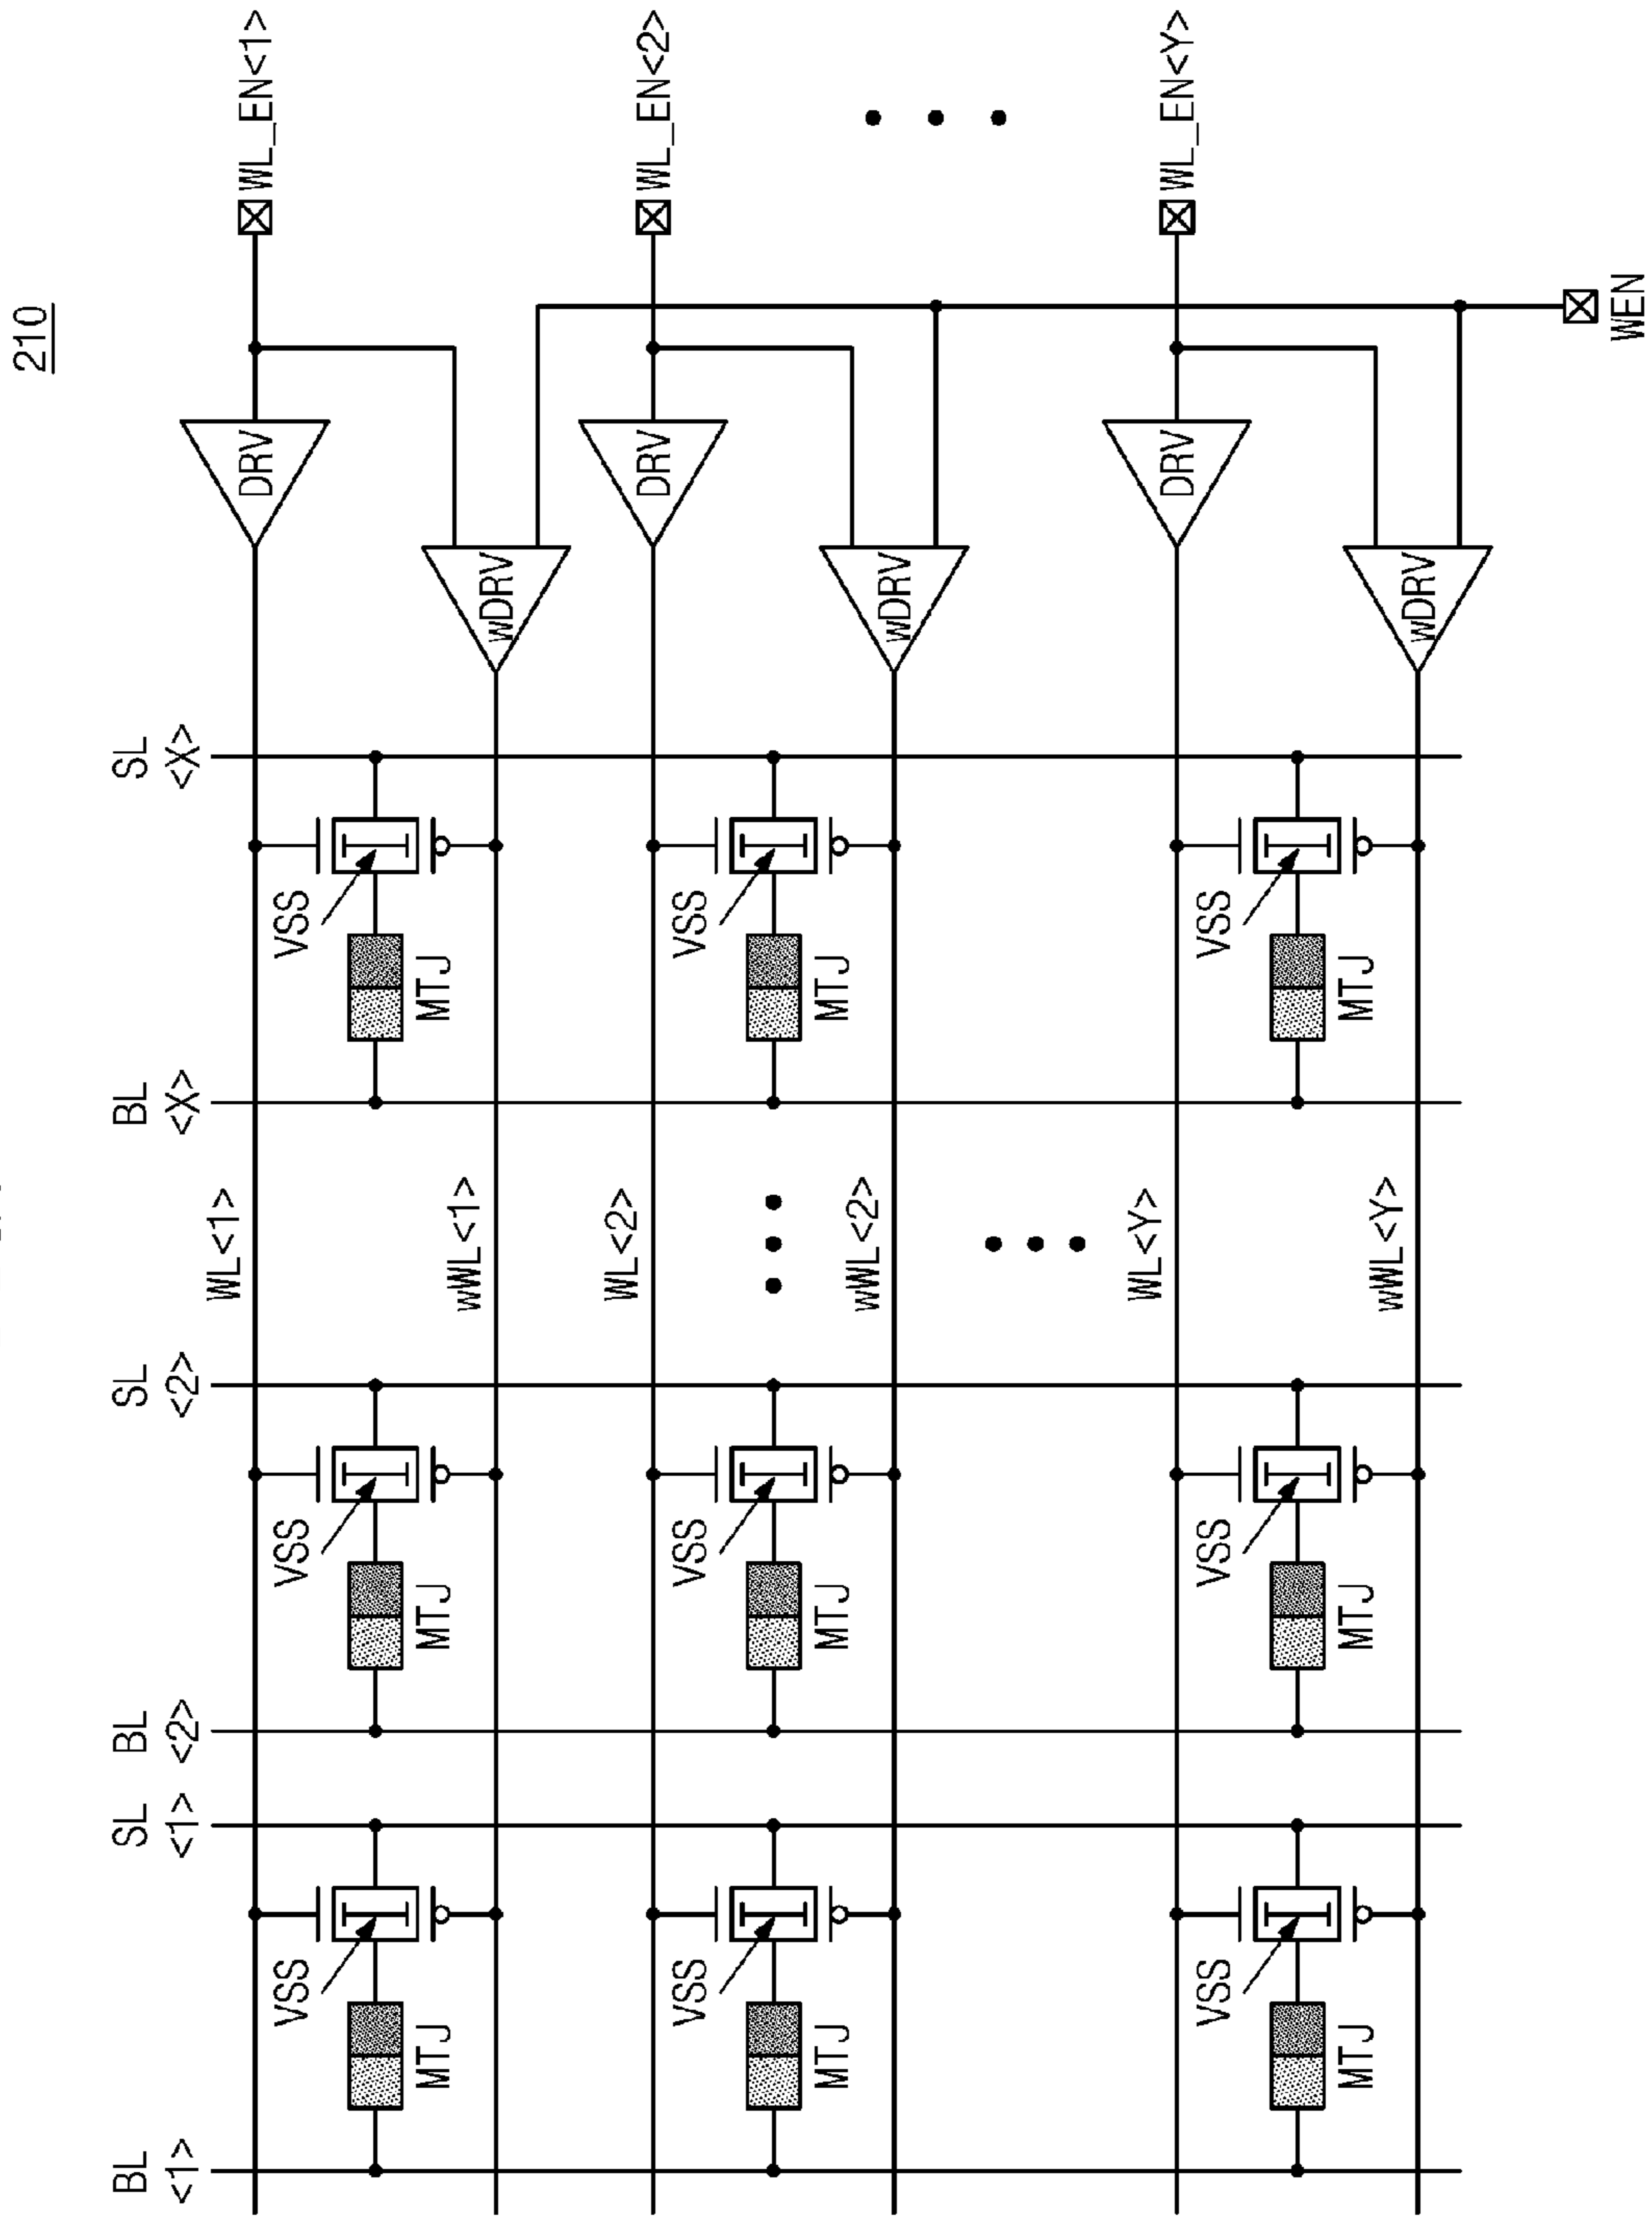 210
BL <1>
SL <1>
BL <2>
SL <2>
BL <X>
SL <X>
WL<1>
DRV
WL_EN<1>
VSS
VSS
VSS
MTJ
MTJ
MTJ
wWL<1>
wDRV
WL<2>
DRV
WL_EN<2>
VSS
VSS
VSS
MTJ
MTJ
MTJ
wWL<2>
wDRV
WL<Y>
DRV
WL_EN<Y>
VSS
VSS
VSS
MTJ
MTJ
MTJ
wWL<Y>
wDRV
WEN